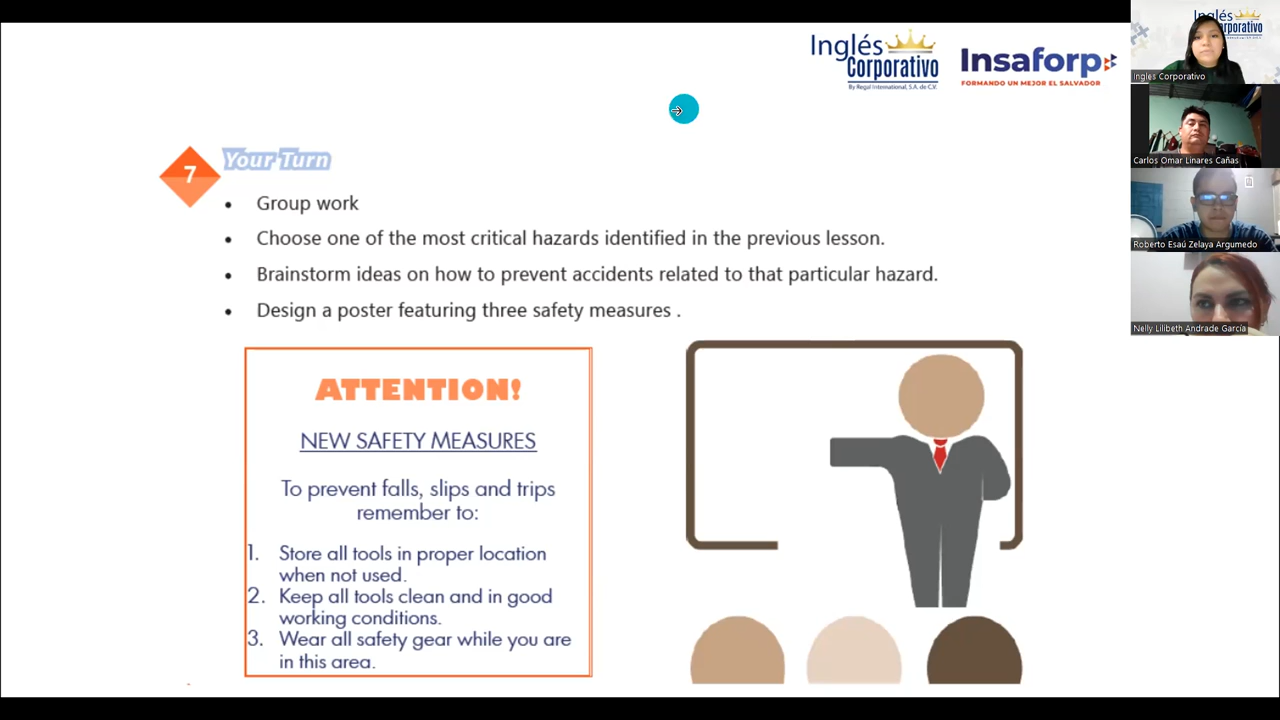 Inglés
Corporativo
By Regal International, S.A. de C.V.
Insaforp
FORMANDO UN MEJOR EL SALVADOR
7
Your Turn
• Group work
• Choose one of the most critical hazards identified in the previous lesson.
• Brainstorm ideas on how to prevent accidents related to that particular hazard.
• Design a poster featuring three safety measures .
ATTENTION!
NEW SAFETY MEASURES
To prevent falls, slips and trips
remember to:
1. Store all tools in proper location
when not used.
2. Keep all tools clean and in good
working conditions.
3. Wear all safety gear while you are
in this area.
Inglés
Ingles Corporativo
Carlos Omar Linares Cañas
Roberto Esaú Zelaya Argumedo
Nelly Lilibeth Andrade García